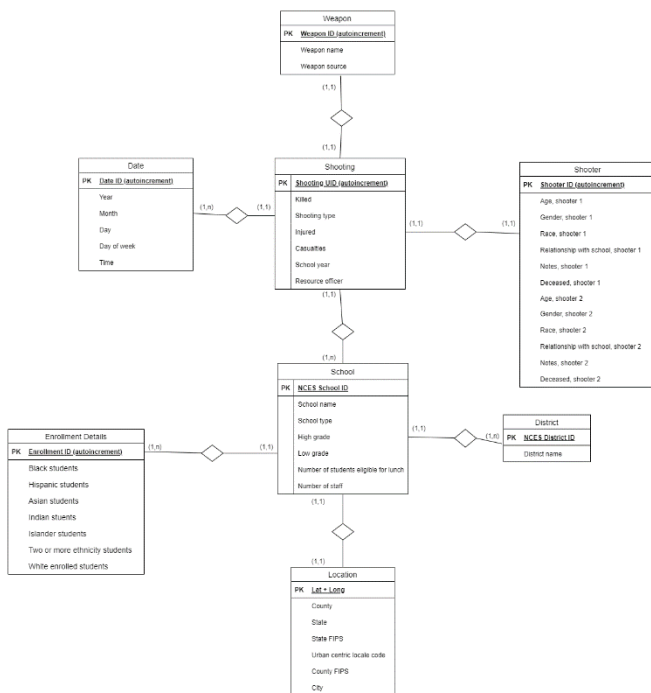 Weapon
PK Weapon ID (autoincrement)
Weapon name
Weapon source
(1,1)
(1,1)
Date
PK Date ID (autoincrement)
Year
Month
Day
Day of week
Time
(1,n)
(1,1)
Shooting
PK Shooting UID (autoincrement)
Killed
Shooting type
Injured
Casualties
School year
Resource officer
(1,1)
(1,1)
Shooter
PK Shooter ID (autoincrement)
Age, shooter 1
Gender, shooter 1
Race, shooter 1
Relationship with school, shooter 1
Notes, shooter 1
Deceased, shooter 1
Age, shooter 2
Gender, shooter 2
Race, shooter 2
Relationship with school, shooter 2
Notes, shooter 2
Deceased, shooter 2
(1,1)
(1,n)
School
PK NCES School ID
School name
School type
High grade
Low grade
Number of students eligible for lunch
Number of staff
(1,1)
(1,n)
District
PK NCES District ID
District name
Enrollment Details
PK Enrollment ID (autoincrement)
Black students
Hispanic students
Asian students
Indian stuents
Islander students
Two or more ethnicity students
White enrolled students
(1,n)
(1,1)
(1,1)
(1,1)
Location
PK Lat + Long
County
State
State FIPS
Urban centric locale code
County FIPS
City